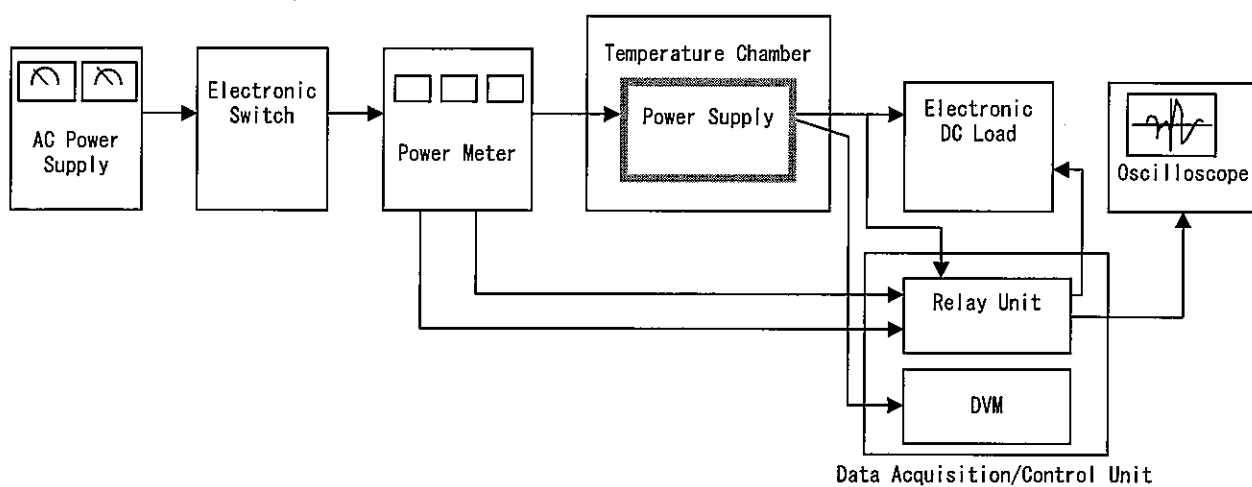 AC Power
Supply
Electronic
Switch
Power Meter
Temperature Chamber
Power Supply
Electronic
DC Load
Oscilloscope
Relay Unit
DVM
Data Acquisition/Control Unit